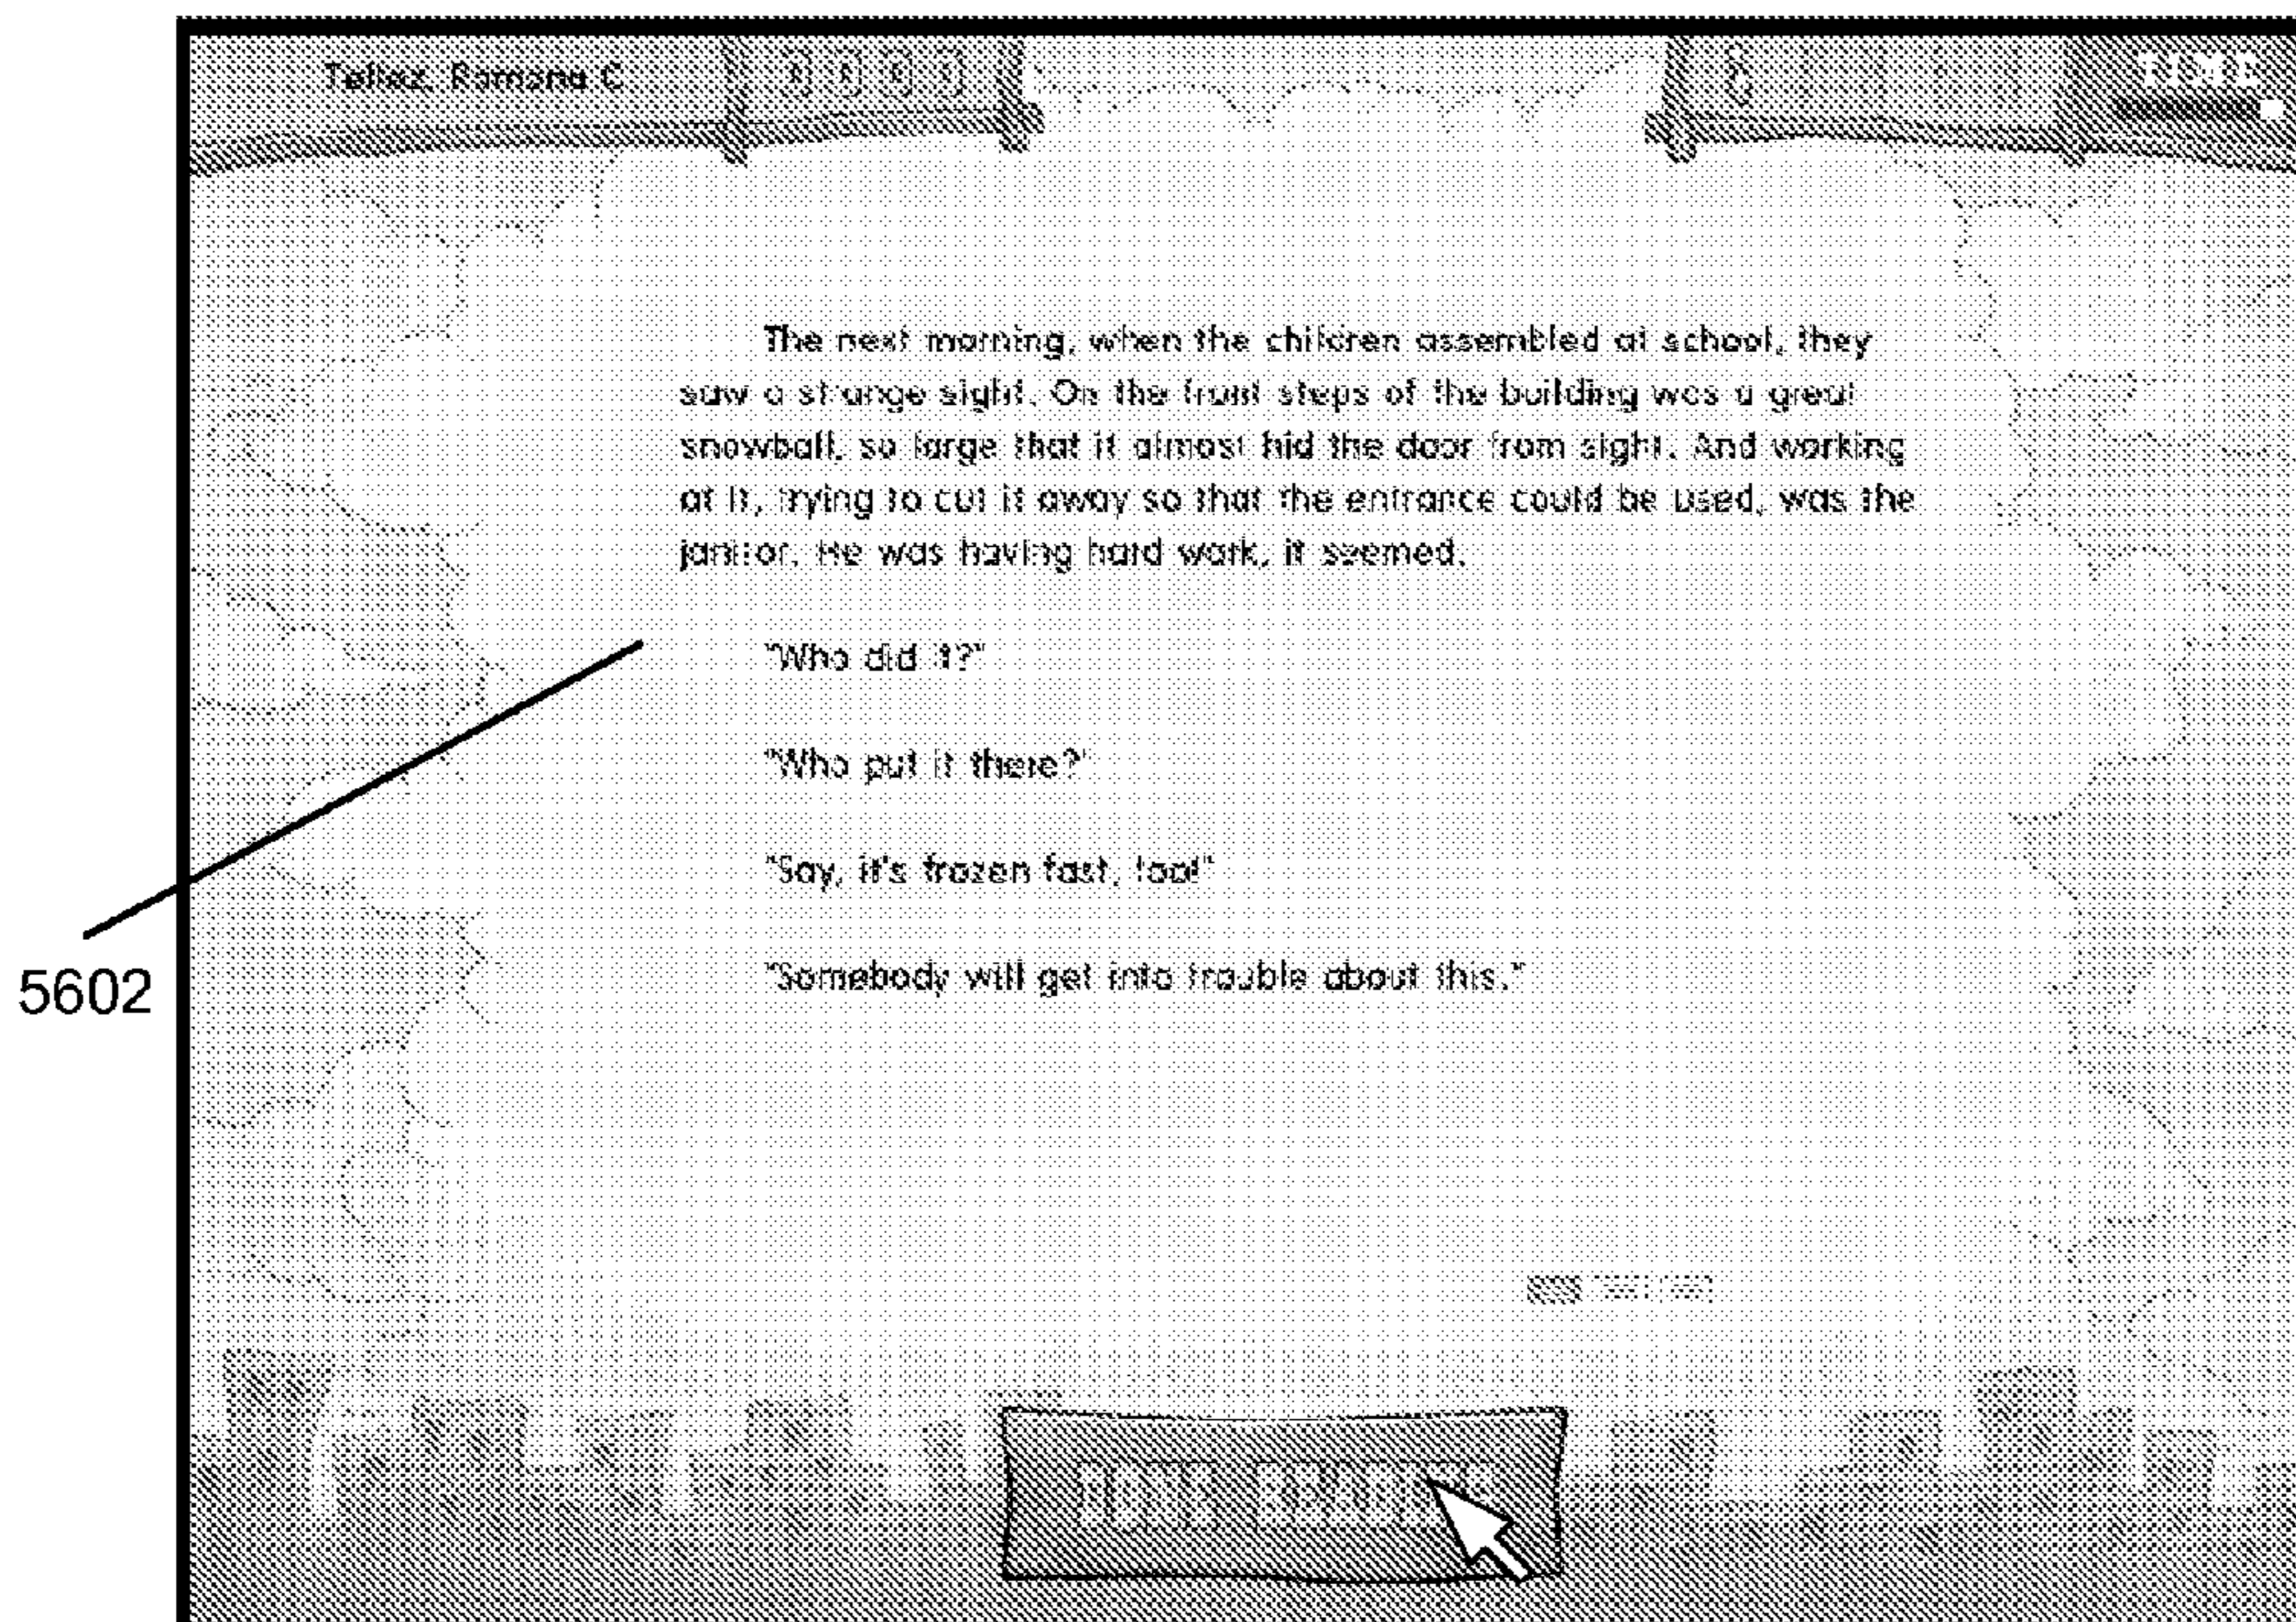 Tellez, Ramona C
TIME
The next morning, when the children assembled at school, they
saw a strange sight. On the front steps of the building was a great
snowball, so large that it almost hid the door from sight. And working
at it, trying to cut it away so that the entrance could be used, was the
janitor. He was having hard work, it seemed.
"Who did it?"
"Who put it there?"
"Say, it's frozen fast, too!"
5602
"Somebody will get into trouble about this."
DONE READING